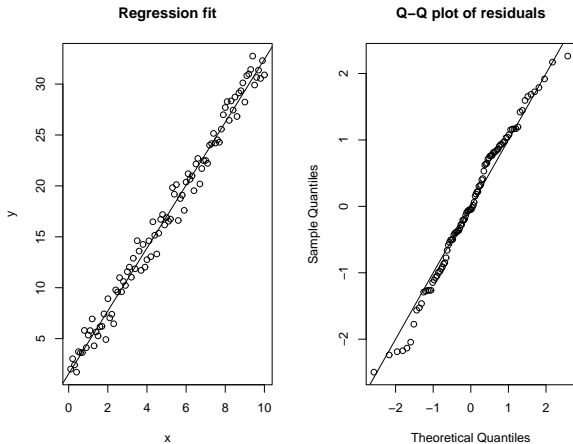 Regression fit
30
25
20
15
10
5
y
0 2 4 6 8 10
x
Q−Q plot of residuals
2
1
0
−1
−2
Sample Quantiles
−2 −1 0 1 2
Theoretical Quantiles